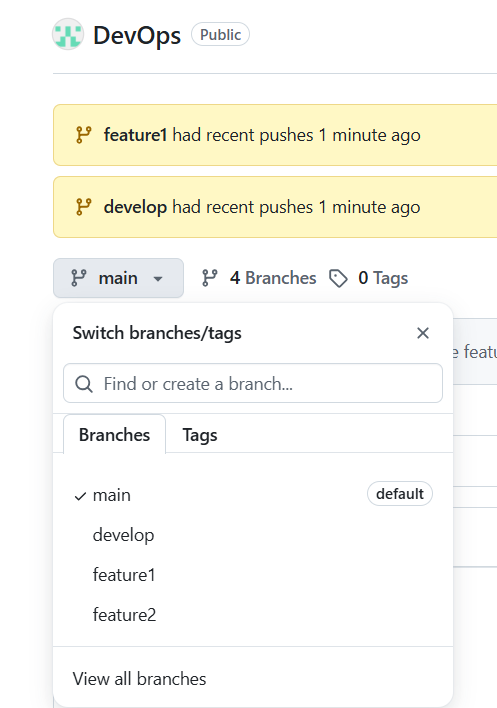 DevOps Public
feature1 had recent pushes 1 minute ago
develop had recent pushes 1 minute ago
main 4 Branches 0 Tags
Switch branches/tags
Find or create a branch...
Branches Tags
main default
develop
feature1
feature2
View all branches